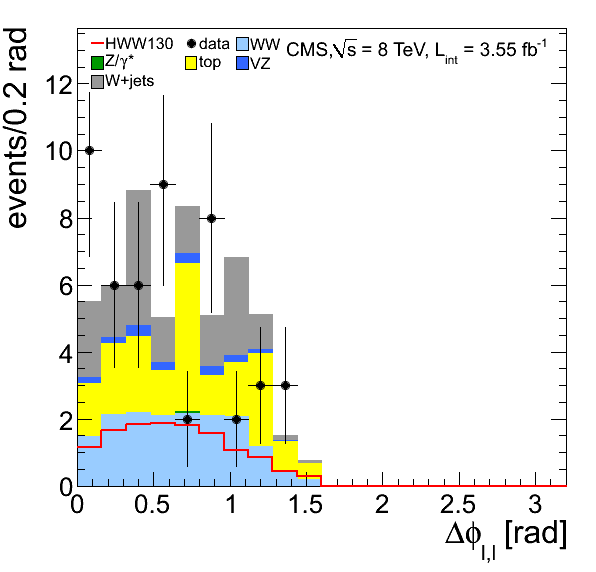 HWW130 data WW CMS,√s = 8 TeV, L_int = 3.55 fb⁻¹
Z/γ* top VZ
W+jets
events/0.2 rad
12
10
8
6
4
2
0
0 0.5 1 1.5 2 2.5 3
Δϕ_l,l [rad]